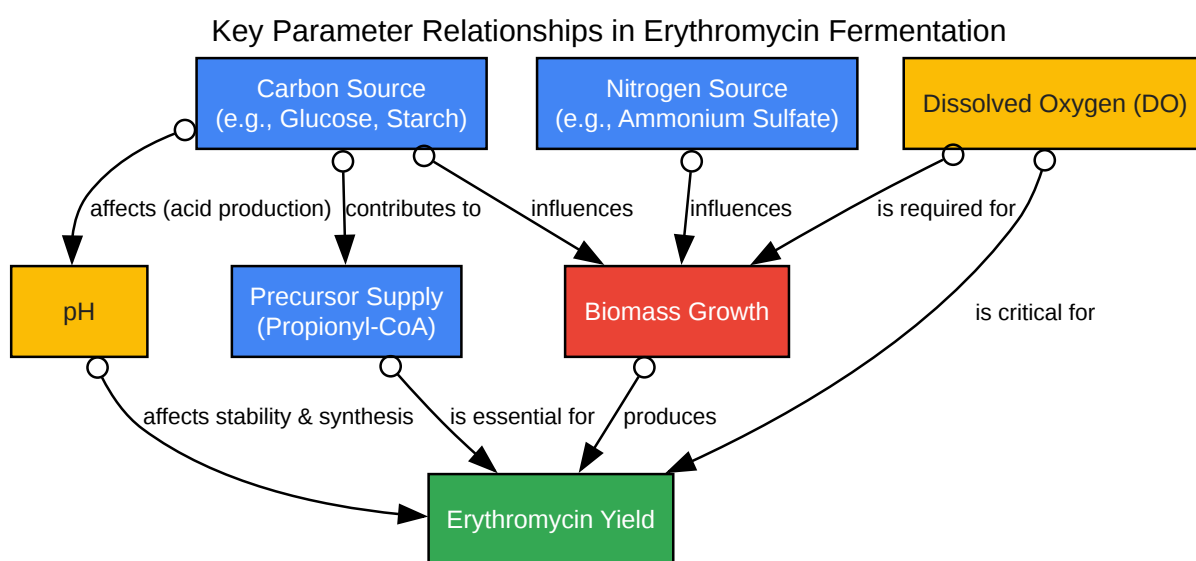 Key Parameter Relationships in Erythromycin Fermentation
Carbon Source
(e.g., Glucose, Starch)
Nitrogen Source
(e.g., Ammonium Sulfate)
Dissolved Oxygen (DO)
affects (acid production)
contributes to
influences
influences
is required for
pH
Precursor Supply
(Propionyl-CoA)
Biomass Growth
is critical for
affects stability & synthesis
is essential for
produces
Erythromycin Yield